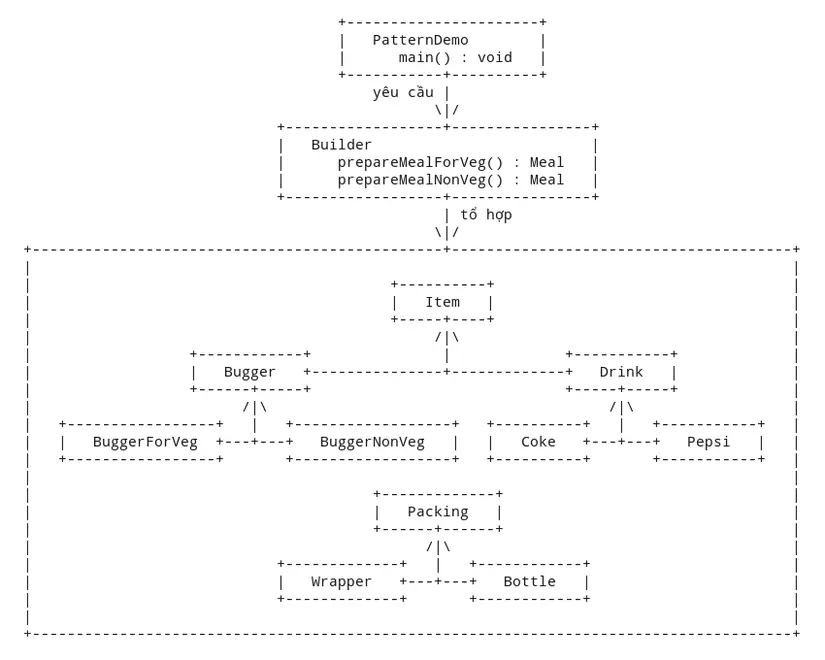 PatternDemo
main() : void
yêu cầu
Builder
prepareMealForVeg() : Meal
prepareMealNonVeg() : Meal
tổ hợp
Item
Bugger Drink
BuggerForVeg BuggerNonVeg Coke Pepsi
Packing
Wrapper Bottle